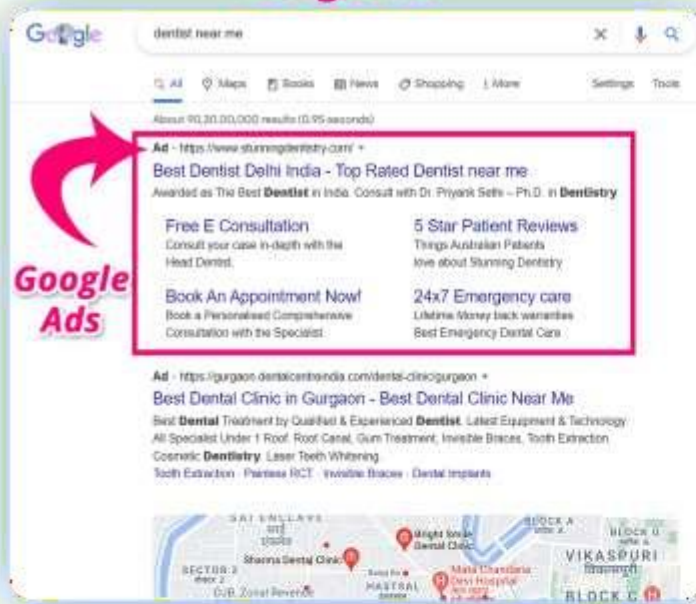 Google
dentist near me
All Maps Books News Shopping More Settings Tools
About 90,30,00,000 results (0.95 seconds)
Ad · https://www.stunningdentistry.com/
Best Dentist Delhi India - Top Rated Dentist near me
Awarded as The Best Dentist in India. Consult with Dr. Priyank Sethi – Ph.D. in Dentistry
Free E Consultation
Consult your case in-depth with the
Head Dentist.
5 Star Patient Reviews
Things Australian Patients
love about Stunning Dentistry
Book An Appointment Now!
Book a Personalised Comprehensive
Consultation with the Specialist
24x7 Emergency care
Lifetime Money back warranties
Best Emergency Dental Care
Google
Ads
Ad · https://gurgaon.dentalcentreindia.com/dental-clinic/gurgaon
Best Dental Clinic in Gurgaon - Best Dental Clinic Near Me
Best Dental Treatment by Qualified & Experienced Dentist. Latest Equipment & Technology
All Specialist Under 1 Roof. Root Canal, Gum Treatment, Invisible Braces, Tooth Extraction
Cosmetic Dentistry. Laser Teeth Whitening.
Tooth Extraction · Painless RCT · Invisible Braces · Dental Implants
BLOCK A
Bright Smile
Dental Clinic
Sharma Dental Clinic
VIKASPURI
SECTOR 3
Mata Chandana
Devi Hospital
HASTSAL
DJB, Zonal Revenue
BLOCK C